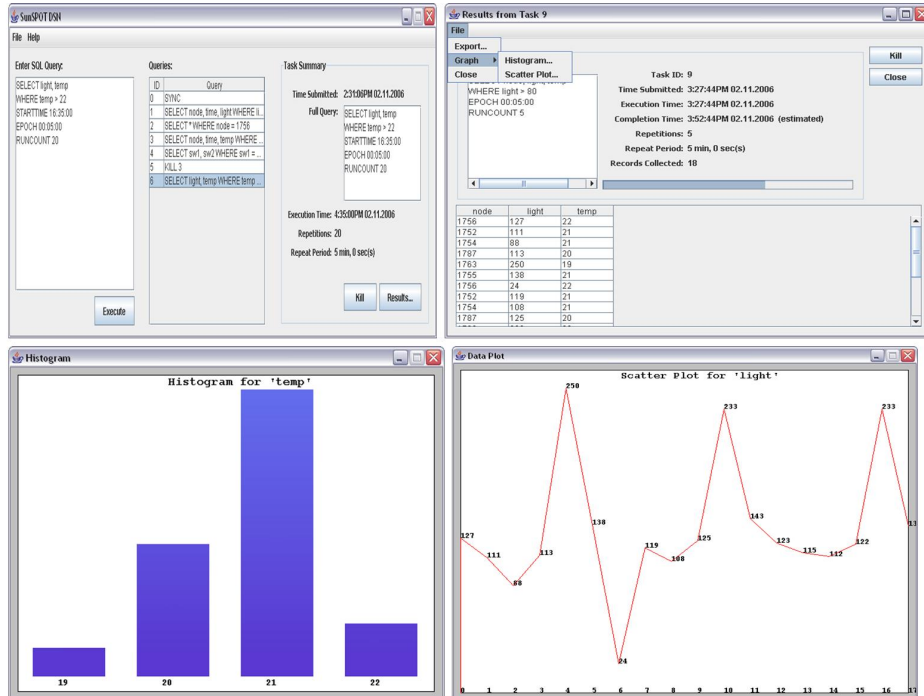 SunSPOT DSN
File Help
Enter SQL Query:
SELECT light, temp
WHERE temp > 22
STARTTIME 16:35:00
EPOCH 00:05:00
RUNCOUNT 20
Execute
Queries:
ID Query
0 SYNC
1 SELECT node, time, light WHERE li...
2 SELECT * WHERE node = 1756
3 SELECT node, time, temp WHERE ...
4 SELECT sw1, sw2 WHERE sw1 = ...
5 KILL 3
6 SELECT light, temp WHERE temp ...
Task Summary
Time Submitted: 2:31:06PM 02.11.2006
Full Query: SELECT light, temp
WHERE temp > 22
STARTTIME 16:35:00
EPOCH 00:05:00
RUNCOUNT 20
Execution Time: 4:35:00PM 02.11.2006
Repetitions: 20
Repeat Period: 5 min, 0 sec(s)
Kill Results...
Results from Task 9
File
Export...
Graph Histogram...
Close Scatter Plot...
WHERE light > 80
EPOCH 00:05:00
RUNCOUNT 5
Task ID: 9
Time Submitted: 3:27:44PM 02.11.2006
Execution Time: 3:27:44PM 02.11.2006
Completion Time: 3:52:44PM 02.11.2006 (estimated)
Repetitions: 5
Repeat Period: 5 min, 0 sec(s)
Records Collected: 18
Kill
Close
node light temp
1756 127 22
1752 111 21
1754 88 21
1787 113 20
1763 250 19
1755 138 21
1756 24 22
1752 119 21
1754 108 21
1787 125 20
Histogram
Histogram for 'temp'
19 20 21 22
Data Plot
Scatter Plot for 'light'
250
233 233
143
138
127
125
123
122
119
115
113
112
111
108
88
24
0 1 2 3 4 5 6 7 8 9 10 11 12 13 14 15 16 17